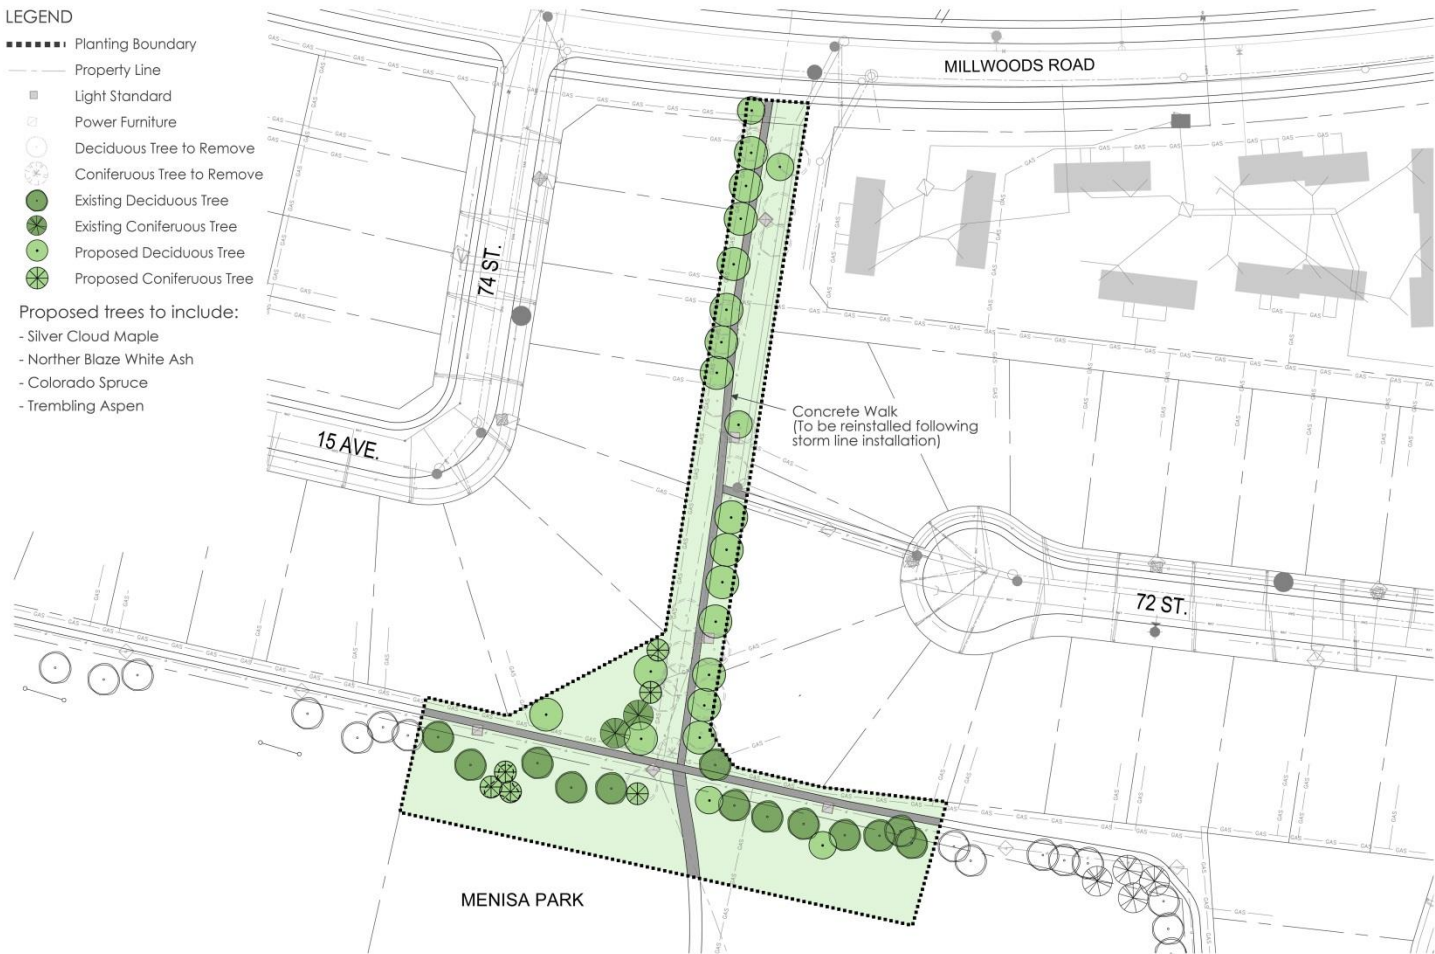 LEGEND
Planting Boundary
Property Line
Light Standard
Power Furniture
Deciduous Tree to Remove
Coniferuous Tree to Remove
Existing Deciduous Tree
Existing Coniferuous Tree
Proposed Deciduous Tree
Proposed Coniferuous Tree
Proposed trees to include:
- Silver Cloud Maple
- Norther Blaze White Ash
- Colorado Spruce
- Trembling Aspen
MILLWOODS ROAD
74 ST.
15 AVE.
Concrete Walk
(To be reinstalled following
storm line installation)
72 ST.
MENISA PARK
GAS